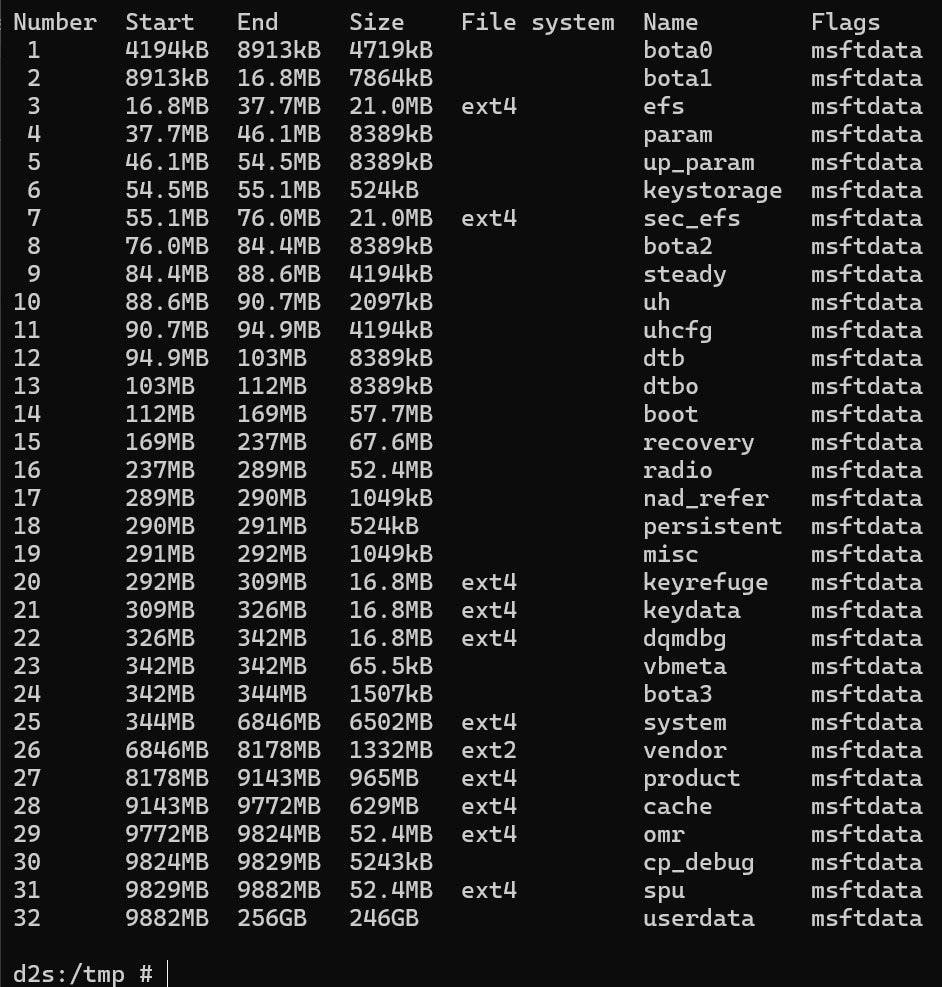 Number  Start   End     Size    File system  Name        Flags
 1      4194kB  8913kB  4719kB               bota0       msftdata
 2      8913kB  16.8MB  7864kB               bota1       msftdata
 3      16.8MB  37.7MB  21.0MB  ext4         efs         msftdata
 4      37.7MB  46.1MB  8389kB               param       msftdata
 5      46.1MB  54.5MB  8389kB               up_param    msftdata
 6      54.5MB  55.1MB  524kB                keystorage  msftdata
 7      55.1MB  76.0MB  21.0MB  ext4         sec_efs     msftdata
 8      76.0MB  84.4MB  8389kB               bota2       msftdata
 9      84.4MB  88.6MB  4194kB               steady      msftdata
10      88.6MB  90.7MB  2097kB               uh          msftdata
11      90.7MB  94.9MB  4194kB               uhcfg       msftdata
12      94.9MB  103MB   8389kB               dtb         msftdata
13      103MB   112MB   8389kB               dtbo        msftdata
14      112MB   169MB   57.7MB               boot        msftdata
15      169MB   237MB   67.6MB               recovery    msftdata
16      237MB   289MB   52.4MB               radio       msftdata
17      289MB   290MB   1049kB               nad_refer   msftdata
18      290MB   291MB   524kB                persistent  msftdata
19      291MB   292MB   1049kB               misc        msftdata
20      292MB   309MB   16.8MB  ext4         keyrefuge   msftdata
21      309MB   326MB   16.8MB  ext4         keydata     msftdata
22      326MB   342MB   16.8MB  ext4         dqmdbg      msftdata
23      342MB   342MB   65.5kB               vbmeta      msftdata
24      342MB   344MB   1507kB               bota3       msftdata
25      344MB   6846MB  6502MB  ext4         system      msftdata
26      6846MB  8178MB  1332MB  ext2         vendor      msftdata
27      8178MB  9143MB  965MB   ext4         product     msftdata
28      9143MB  9772MB  629MB   ext4         cache       msftdata
29      9772MB  9824MB  52.4MB  ext4         omr         msftdata
30      9824MB  9829MB  5243kB               cp_debug    msftdata
31      9829MB  9882MB  52.4MB  ext4         spu         msftdata
32      9882MB  256GB   246GB                userdata    msftdata
d2s:/tmp #